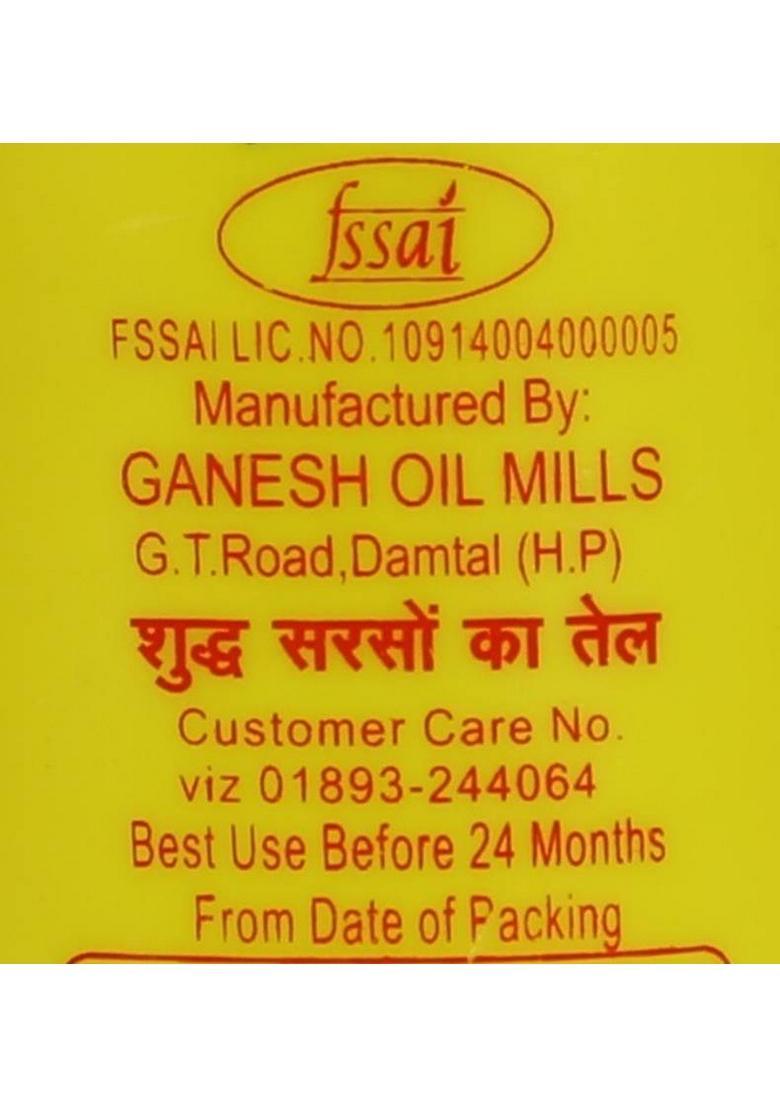 fssai
FSSAI LIC.NO.10914004000005
Manufactured By:
GANESH OIL MILLS
G.T.Road,Damtal (H.P)
शुद्ध सरसों का तेल
Customer Care No.
viz 01893-244064
Best Use Before 24 Months
From Date of Packing